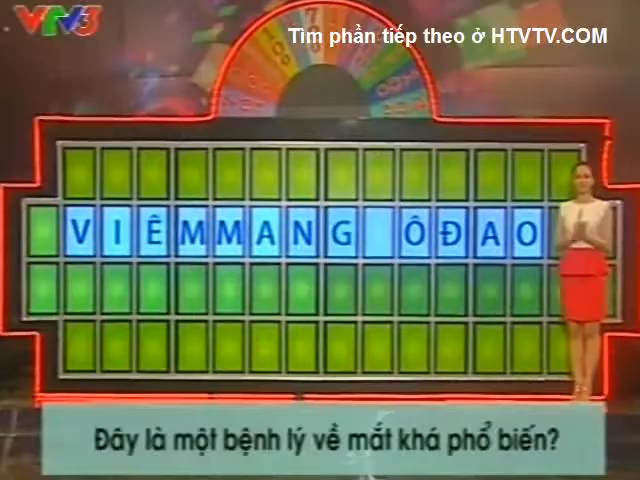 VTV3
Tìm phần tiếp theo ở HTVTV.COM
VIÊMMANG ÔĐAO
Đây là một bệnh lý về mắt khá phổ biến?